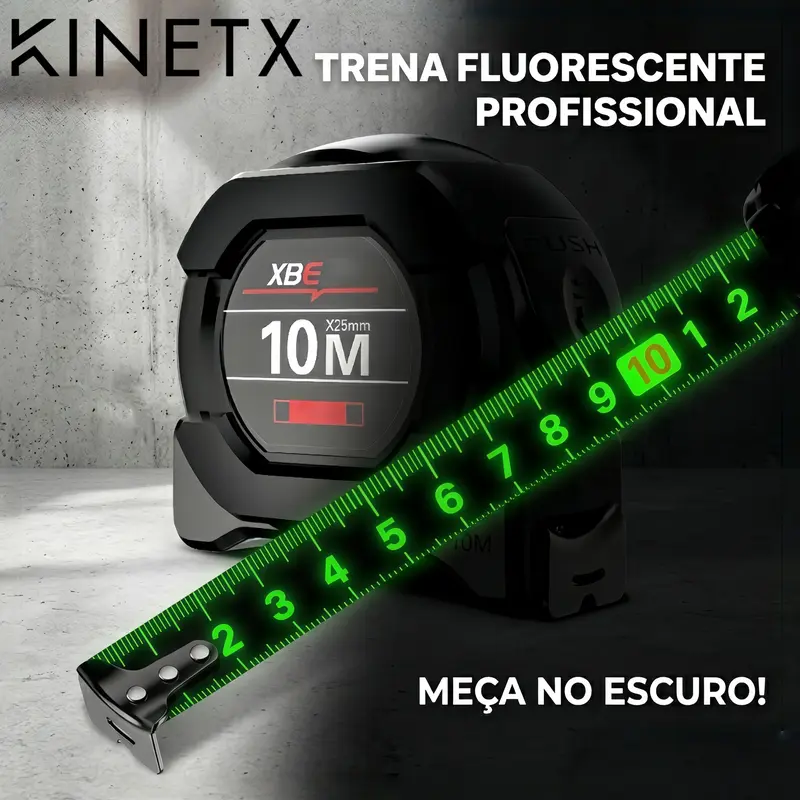 KINETX
TRENA FLUORESCENTE
PROFISSIONAL
PUSH
XBE
X25mm
10M
2 3 4 5 6 7 8 9 10 1 2
10M
MEÇA NO ESCURO!